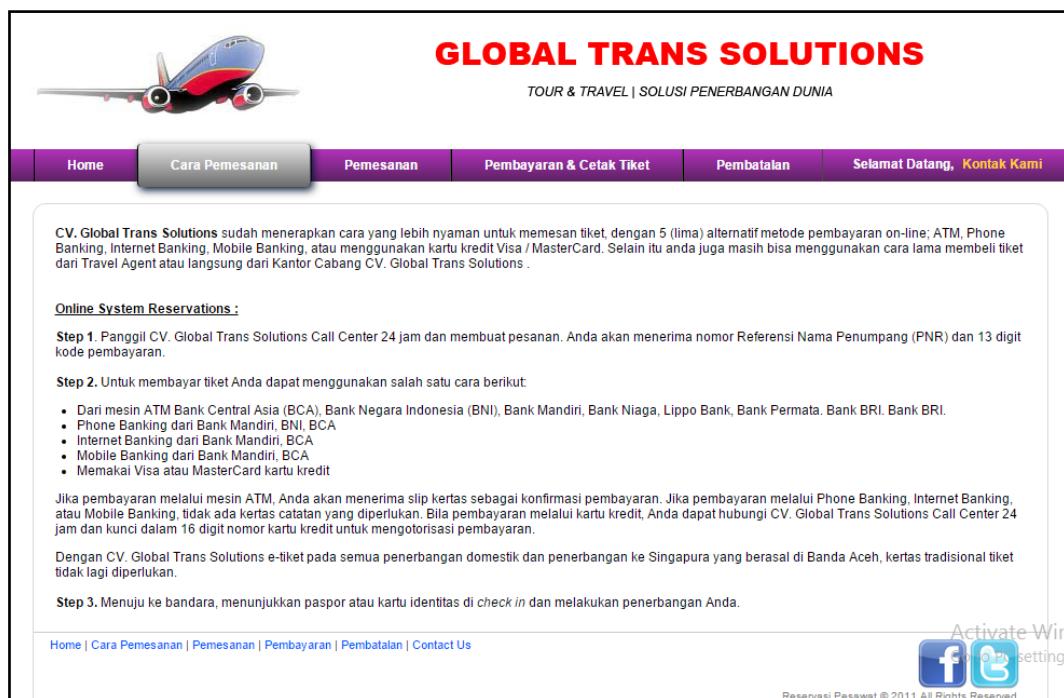 GLOBAL TRANS SOLUTIONS
TOUR & TRAVEL | SOLUSI PENERBANGAN DUNIA
Home Cara Pemesanan Pemesanan Pembayaran & Cetak Tiket Pembatalan Selamat Datang, Kontak Kami
CV. Global Trans Solutions sudah menerapkan cara yang lebih nyaman untuk memesan tiket, dengan 5 (lima) alternatif metode pembayaran on-line; ATM, Phone
Banking, Internet Banking, Mobile Banking, atau menggunakan kartu kredit Visa / MasterCard. Selain itu anda juga masih bisa menggunakan cara lama membeli tiket
dari Travel Agent atau langsung dari Kantor Cabang CV. Global Trans Solutions .
Online System Reservations :
Step 1. Panggil CV. Global Trans Solutions Call Center 24 jam dan membuat pesanan. Anda akan menerima nomor Referensi Nama Penumpang (PNR) dan 13 digit
kode pembayaran.
Step 2. Untuk membayar tiket Anda dapat menggunakan salah satu cara berikut:
• Dari mesin ATM Bank Central Asia (BCA), Bank Negara Indonesia (BNI), Bank Mandiri, Bank Niaga, Lippo Bank, Bank Permata. Bank BRI. Bank BRI.
• Phone Banking dari Bank Mandiri, BNI, BCA
• Internet Banking dari Bank Mandiri, BCA
• Mobile Banking dari Bank Mandiri, BCA
• Memakai Visa atau MasterCard kartu kredit
Jika pembayaran melalui mesin ATM, Anda akan menerima slip kertas sebagai konfirmasi pembayaran. Jika pembayaran melalui Phone Banking, Internet Banking,
atau Mobile Banking, tidak ada kertas catatan yang diperlukan. Bila pembayaran melalui kartu kredit, Anda dapat hubungi CV. Global Trans Solutions Call Center 24
jam dan kunci dalam 16 digit nomor kartu kredit untuk mengotorisasi pembayaran.
Dengan CV. Global Trans Solutions e-tiket pada semua penerbangan domestik dan penerbangan ke Singapura yang berasal di Banda Aceh, kertas tradisional tiket
tidak lagi diperlukan.
Step 3. Menuju ke bandara, menunjukkan paspor atau kartu identitas di check in dan melakukan penerbangan Anda.
Home | Cara Pemesanan | Pemesanan | Pembayaran | Pembatalan | Contact Us
Activate Win
PC setting
Reservasi Pesawat © 2011 All Rights Reserved